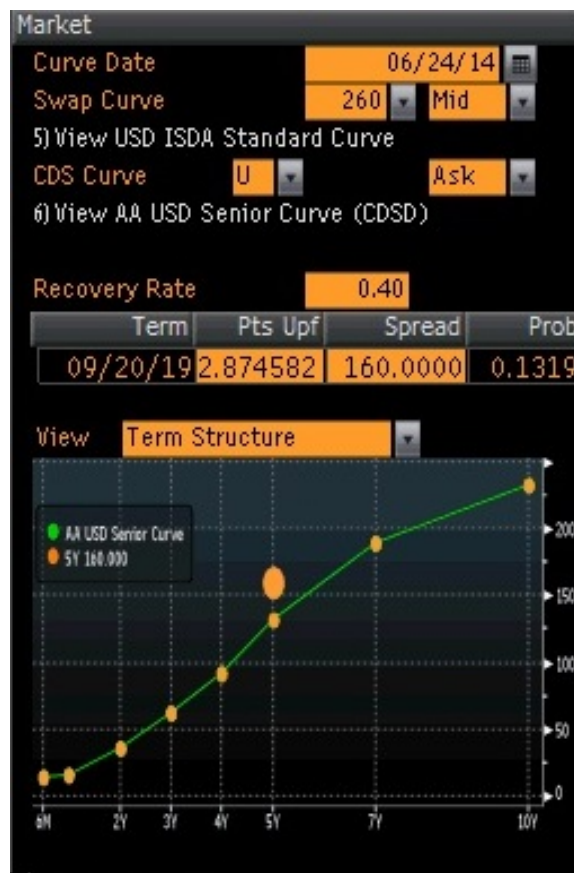 Market
Curve Date 06/24/14
Swap Curve 260 Mid
5) View USD ISDA Standard Curve
CDS Curve U Ask
6) View AA USD Senior Curve (CDSD)
Recovery Rate 0.40
Term Pts Upf Spread Prob
09/20/19 2.874582 160.0000 0.1319
View Term Structure
AA USD Senior Curve
5Y 160.000
200
150
100
50
0
6M 2Y 3Y 4Y 5Y 7Y 10Y